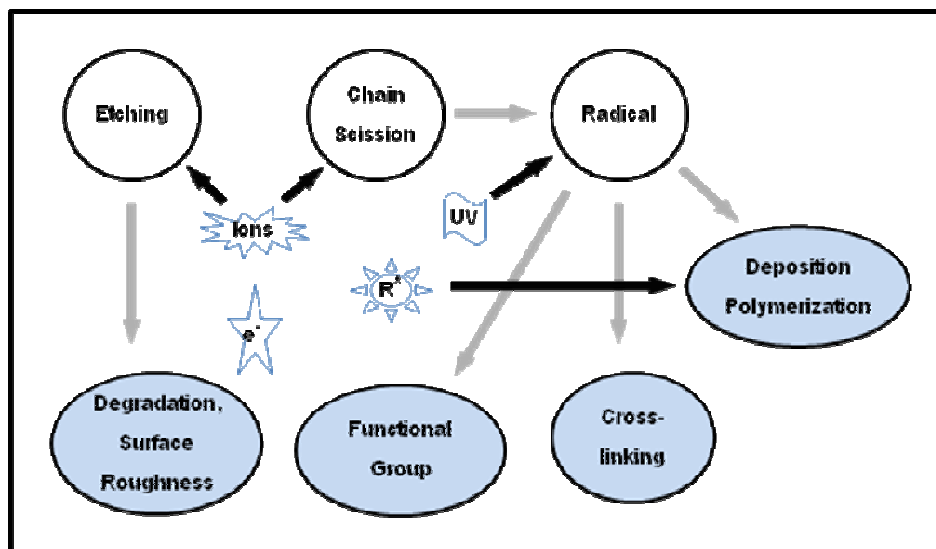 Etching
Chain
Scission
Radical
Ions
UV
R*
e-
Deposition
Polymerization
Degradation,
Surface
Roughness
Functional
Group
Cross-
linking